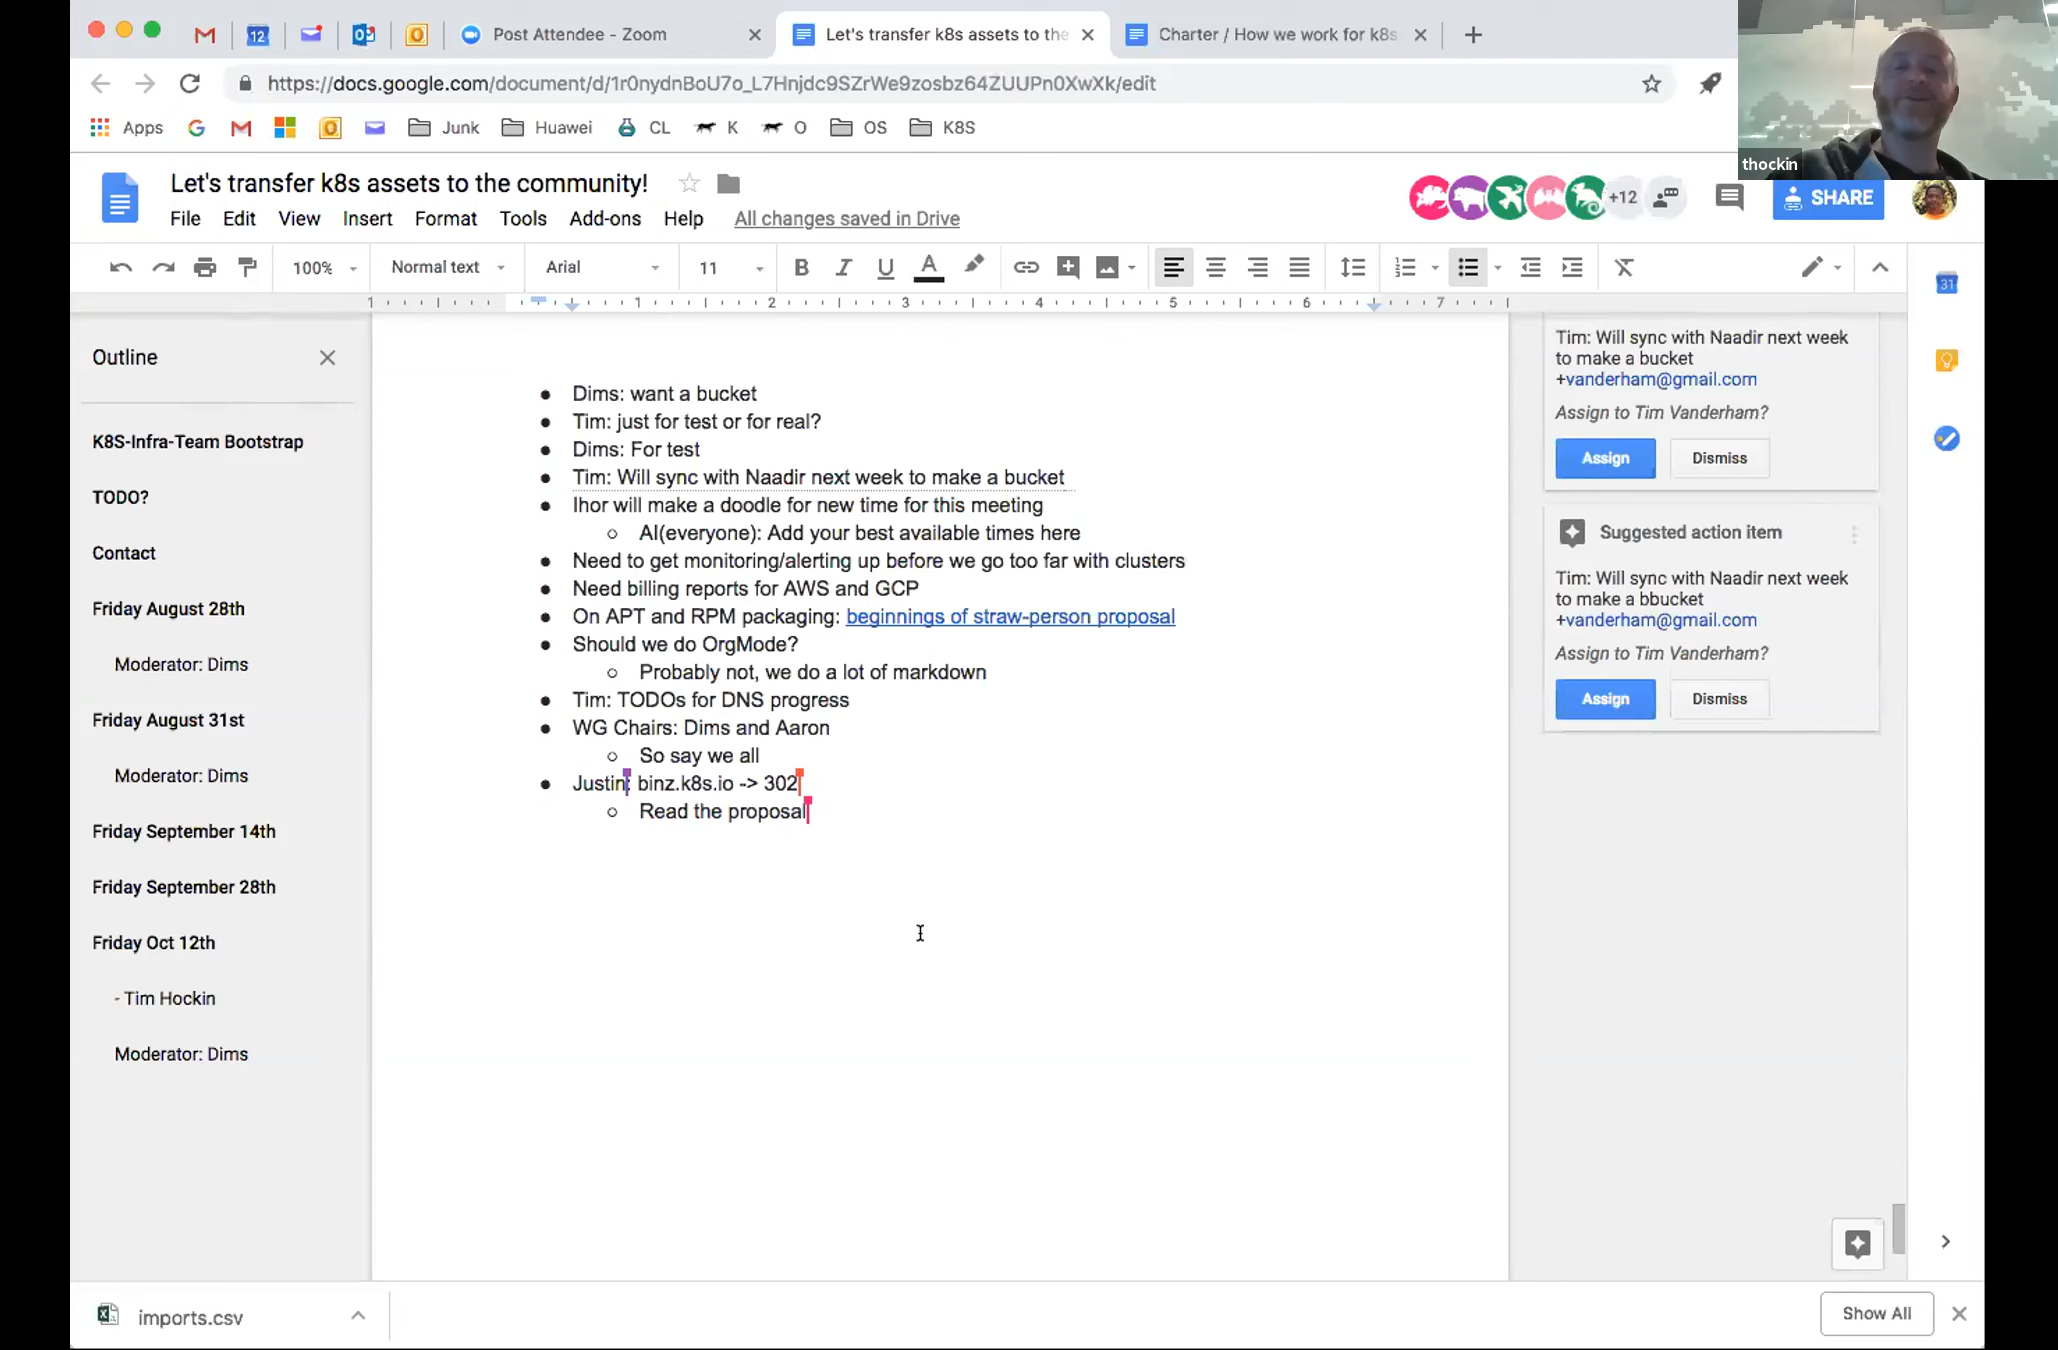 12
Post Attendee - Zoom
Let's transfer k8s assets to the
Charter / How we work for k8s
https://docs.google.com/document/d/1r0nydnBoU7o_L7Hnjdc9SZrWe9zosbz64ZUUPn0XwXk/edit
Apps
Junk
Huawei
CL
K
O
OS
K8S
thockin
Let's transfer k8s assets to the community!
+12
SHARE
File Edit View Insert Format Tools Add-ons Help All changes saved in Drive
100% Normal text Arial 11
1 1 2 3 4 5 6 7
31
Outline
K8S-Infra-Team Bootstrap
TODO?
Contact
Friday August 28th
Moderator: Dims
Friday August 31st
Moderator: Dims
Friday September 14th
Friday September 28th
Friday Oct 12th
- Tim Hockin
Moderator: Dims
● Dims: want a bucket
● Tim: just for test or for real?
● Dims: For test
● Tim: Will sync with Naadir next week to make a bucket
● Ihor will make a doodle for new time for this meeting
○ AI(everyone): Add your best available times here
● Need to get monitoring/alerting up before we go too far with clusters
● Need billing reports for AWS and GCP
● On APT and RPM packaging: beginnings of straw-person proposal
● Should we do OrgMode?
○ Probably not, we do a lot of markdown
● Tim: TODOs for DNS progress
● WG Chairs: Dims and Aaron
○ So say we all
● Justin: binz.k8s.io -> 302
○ Read the proposal
Tim: Will sync with Naadir next week
to make a bucket
+vanderham@gmail.com
Assign to Tim Vanderham?
Assign Dismiss
Suggested action item
Tim: Will sync with Naadir next week
to make a bbucket
+vanderham@gmail.com
Assign to Tim Vanderham?
Assign Dismiss
imports.csv
Show All